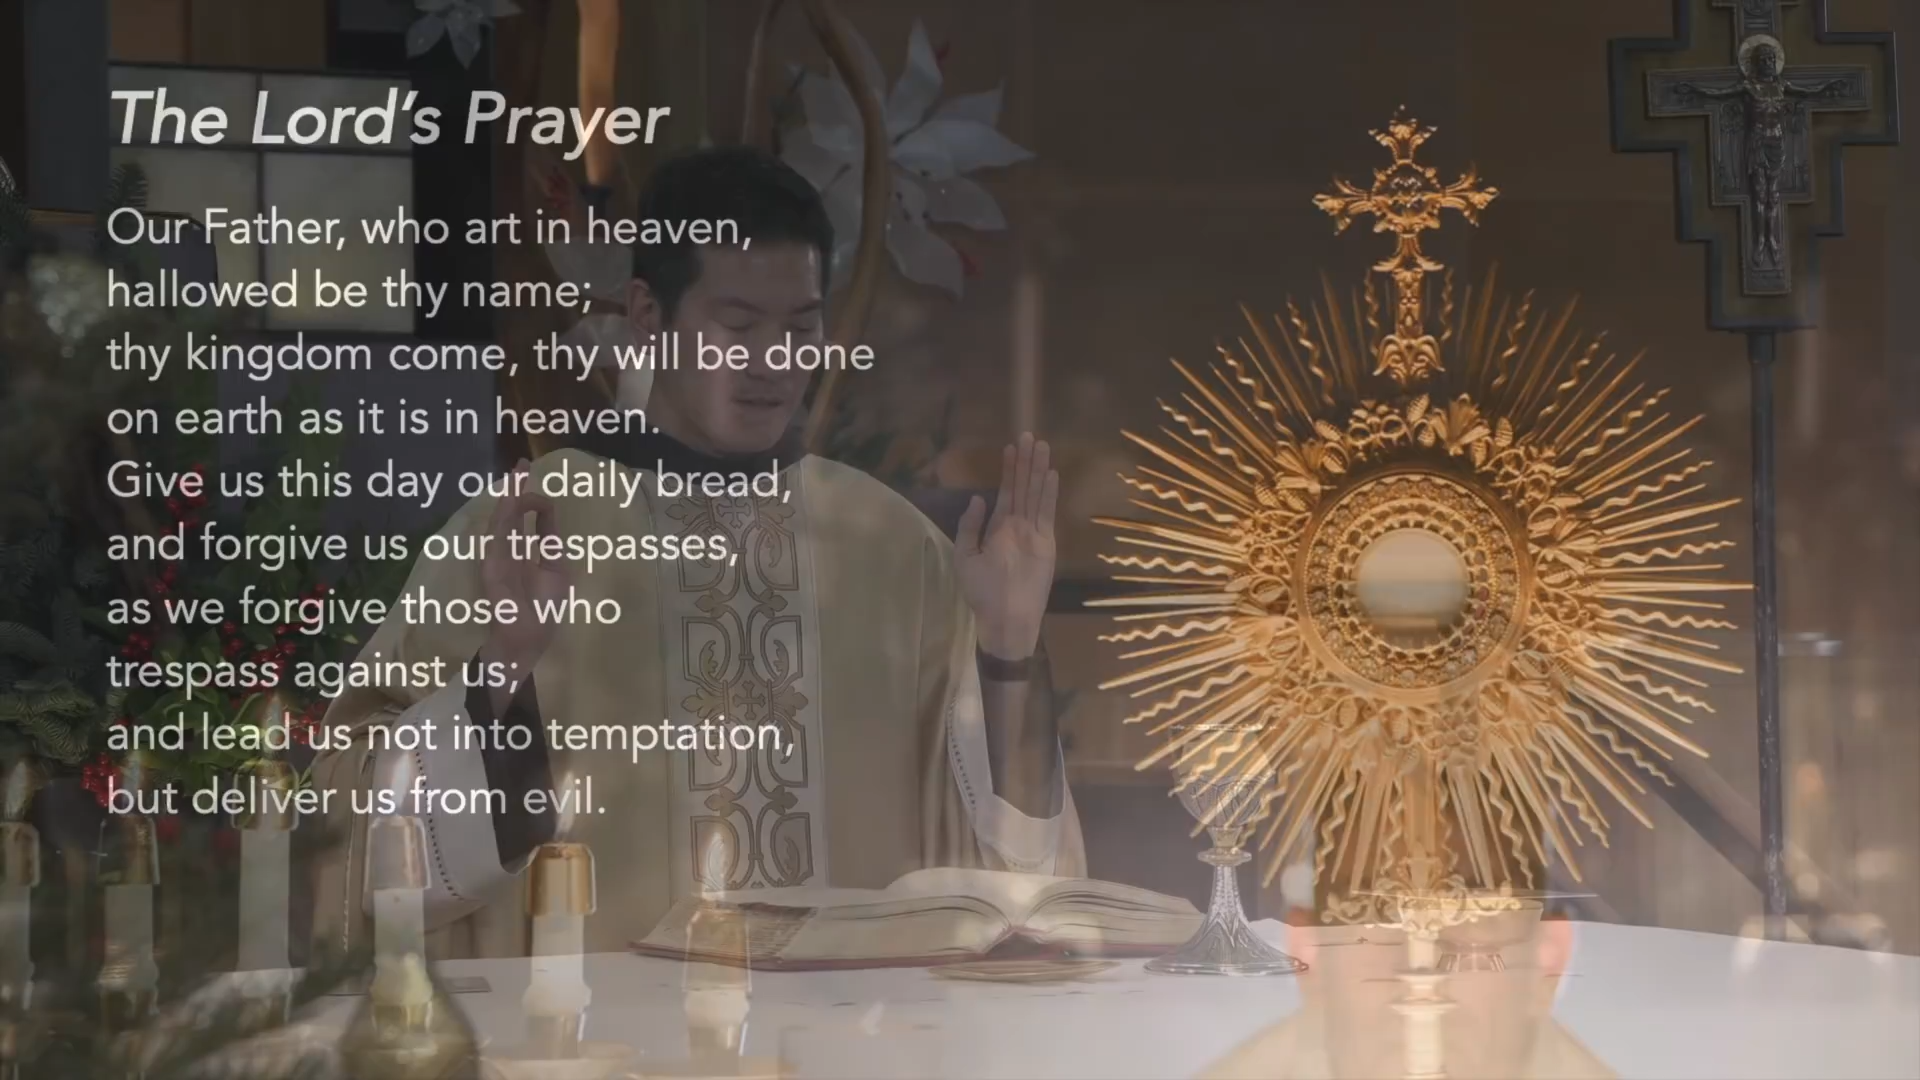 The Lord's Prayer
Our Father, who art in heaven,
hallowed be thy name;
thy kingdom come, thy will be done
on earth as it is in heaven.
Give us this day our daily bread,
and forgive us our trespasses,
as we forgive those who
trespass against us;
and lead us not into temptation,
but deliver us from evil.